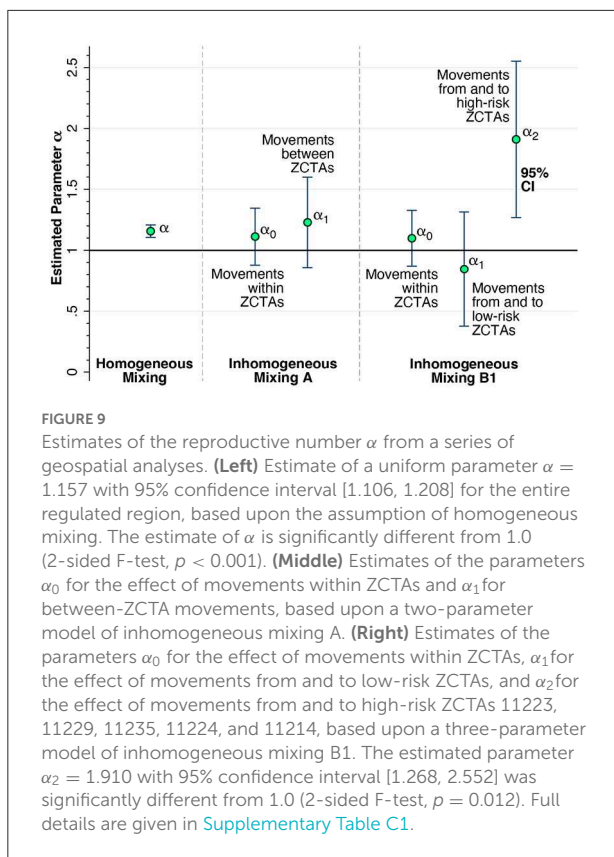 2.5
2
1.5
1
.5
0
Estimated Parameter α
α
α0
Movements
within
ZCTAs
Movements
between
ZCTAs
α1
α0
Movements
within
ZCTAs
α1
Movements
from and to
low-risk
ZCTAs
Movements
from and to
high-risk
ZCTAs
α2
95%
CI
Homogeneous
Mixing
Inhomogeneous
Mixing A
Inhomogeneous
Mixing B1
FIGURE 9
Estimates of the reproductive number α from a series of
geospatial analyses. (Left) Estimate of a uniform parameter α =
1.157 with 95% confidence interval [1.106, 1.208] for the entire
regulated region, based upon the assumption of homogeneous
mixing. The estimate of α is significantly different from 1.0
(2-sided F-test, p < 0.001). (Middle) Estimates of the parameters
α0 for the effect of movements within ZCTAs and α1for
between-ZCTA movements, based upon a two-parameter
model of inhomogeneous mixing A. (Right) Estimates of the
parameters α0 for the effect of movements within ZCTAs, α1for
the effect of movements from and to low-risk ZCTAs, and α2for
the effect of movements from and to high-risk ZCTAs 11223,
11229, 11235, 11224, and 11214, based upon a three-parameter
model of inhomogeneous mixing B1. The estimated parameter
α2 = 1.910 with 95% confidence interval [1.268, 2.552] was
significantly different from 1.0 (2-sided F-test, p = 0.012). Full
details are given in Supplementary Table C1.